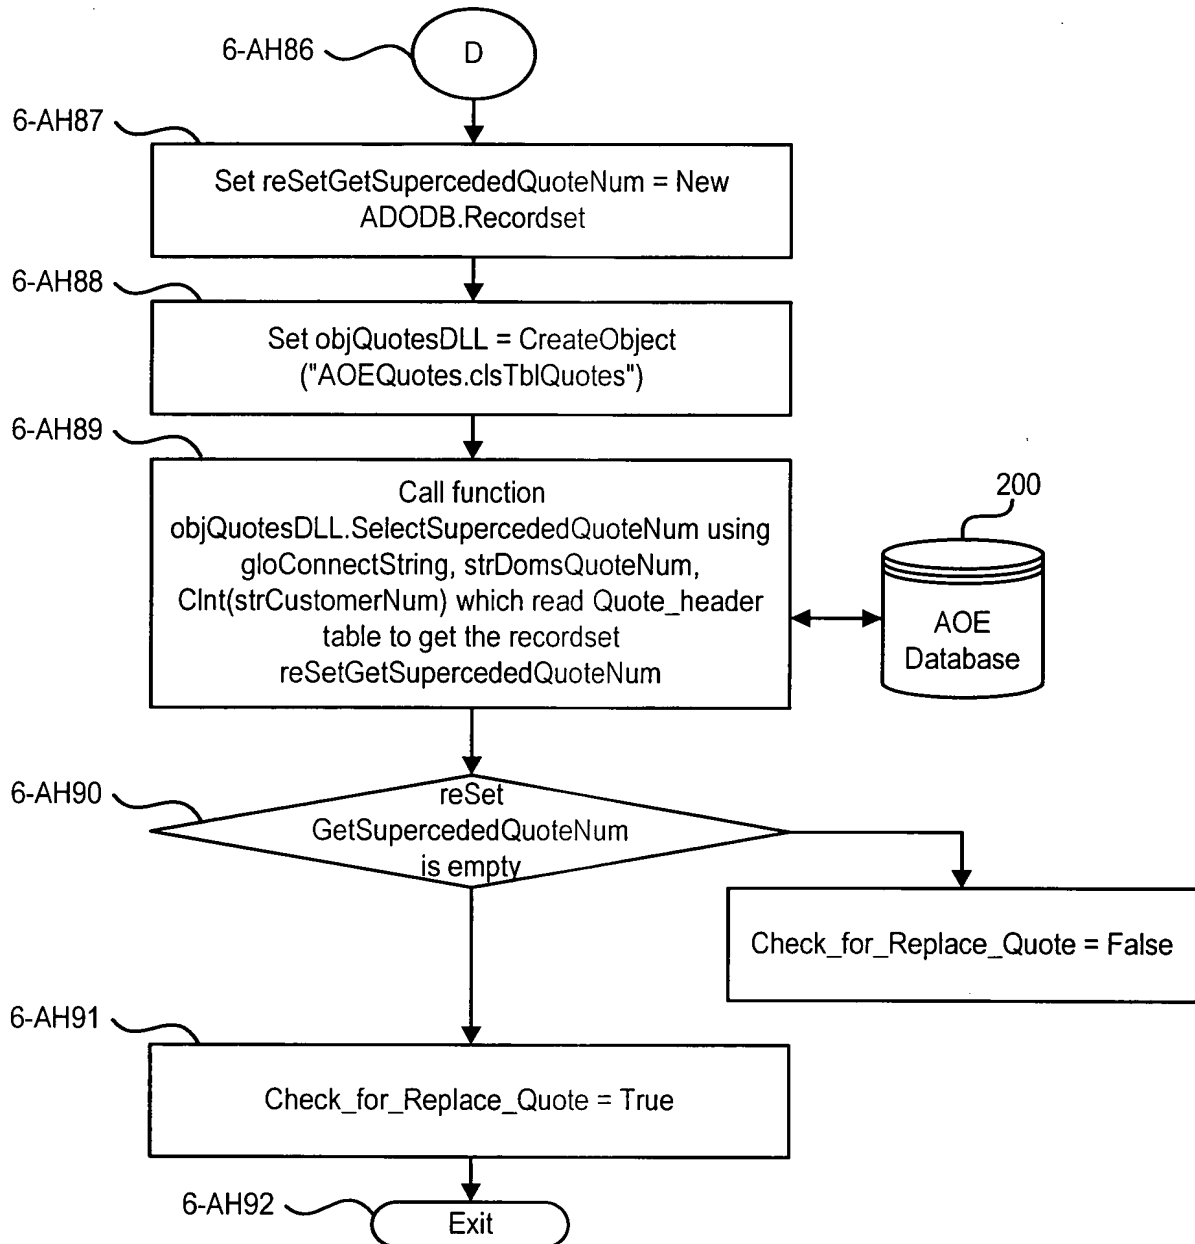 6-AH86
D
6-AH87
Set reSetGetSupercededQuoteNum = New
ADODB.Recordset
6-AH88
Set objQuotesDLL = CreateObject
("AOEQuotes.clsTblQuotes")
6-AH89
Call function
objQuotesDLL.SelectSupercededQuoteNum using
gloConnectString, strDomsQuoteNum,
CInt(strCustomerNum) which read Quote_header
table to get the recordset
reSetGetSupercededQuoteNum
200
AOE
Database
6-AH90
reSet
GetSupercededQuoteNum
is empty
Check_for_Replace_Quote = False
6-AH91
Check_for_Replace_Quote = True
6-AH92
Exit